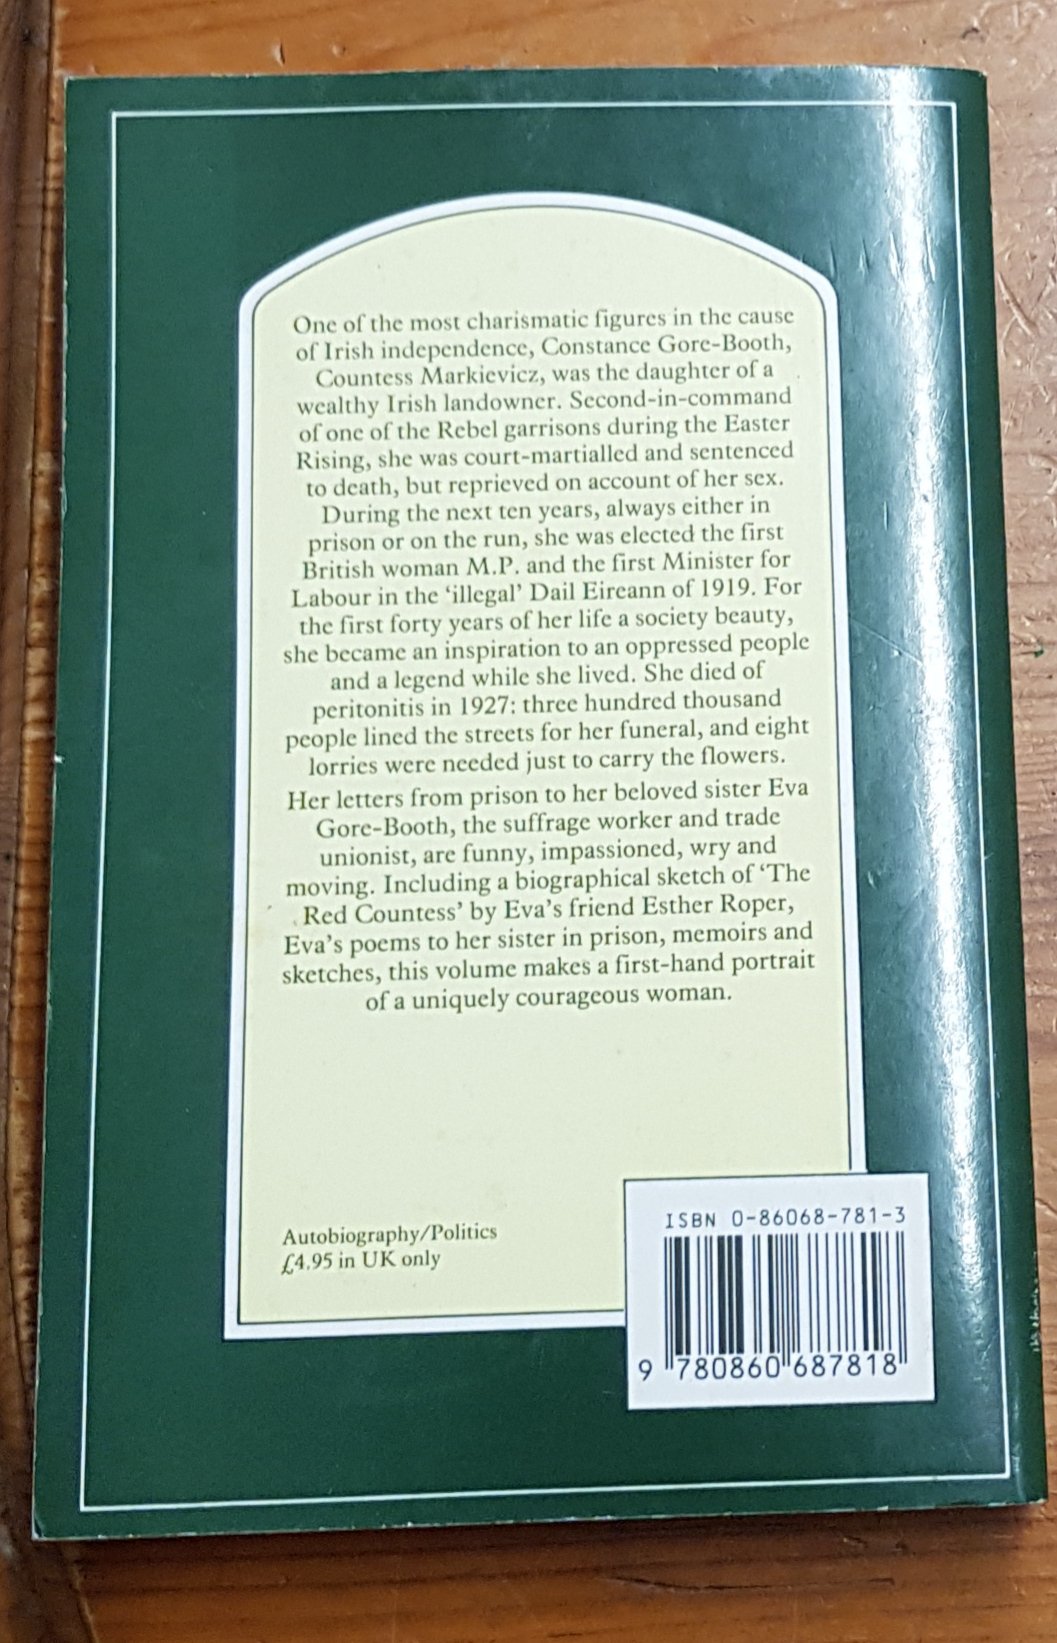 One of the most charismatic figures in the cause
of Irish independence, Constance Gore-Booth,
Countess Markievicz, was the daughter of a
wealthy Irish landowner. Second-in-command
of one of the Rebel garrisons during the Easter
Rising, she was court-martialled and sentenced
to death, but reprieved on account of her sex.
During the next ten years, always either in
prison or on the run, she was elected the first
British woman M.P. and the first Minister for
Labour in the ‘illegal’ Dail Eireann of 1919. For
the first forty years of her life a society beauty,
she became an inspiration to an oppressed people
and a legend while she lived. She died of
peritonitis in 1927: three hundred thousand
people lined the streets for her funeral, and eight
lorries were needed just to carry the flowers.
Her letters from prison to her beloved sister Eva
Gore-Booth, the suffrage worker and trade
unionist, are funny, impassioned, wry and
moving. Including a biographical sketch of ‘The
Red Countess’ by Eva’s friend Esther Roper,
Eva’s poems to her sister in prison, memoirs and
sketches, this volume makes a first-hand portrait
of a uniquely courageous woman.
Autobiography/Politics
£4.95 in UK only
ISBN 0-86068-781-3
9 780860 687818